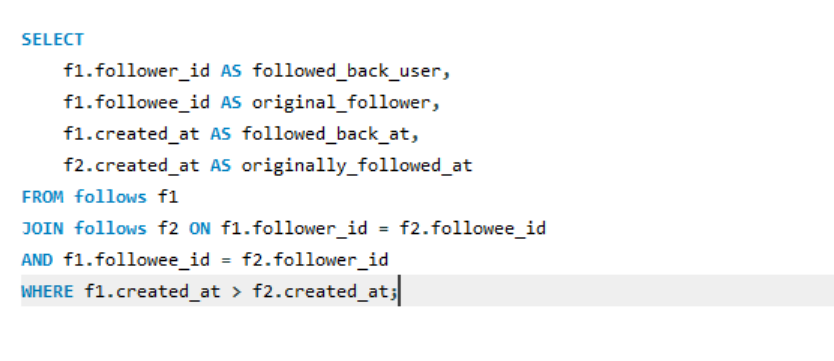 SELECT
    f1.follower_id AS followed_back_user,
    f1.followee_id AS original_follower,
    f1.created_at AS followed_back_at,
    f2.created_at AS originally_followed_at
FROM follows f1
JOIN follows f2 ON f1.follower_id = f2.followee_id
AND f1.followee_id = f2.follower_id
WHERE f1.created_at > f2.created_at;